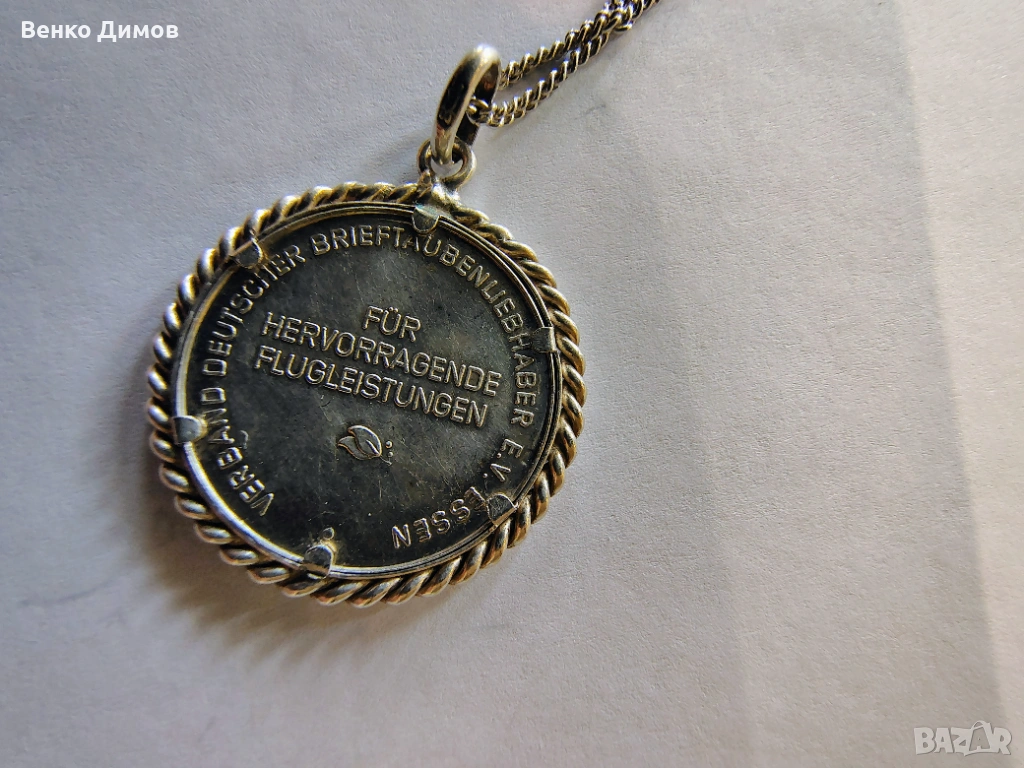 Венко Димов
VERBAND DEUTSCHER BRIEFTAUBENLIEBHABER E.V. ESSEN
FÜR
HERVORRAGENDE
FLUGLEISTUNGEN
BAZAR